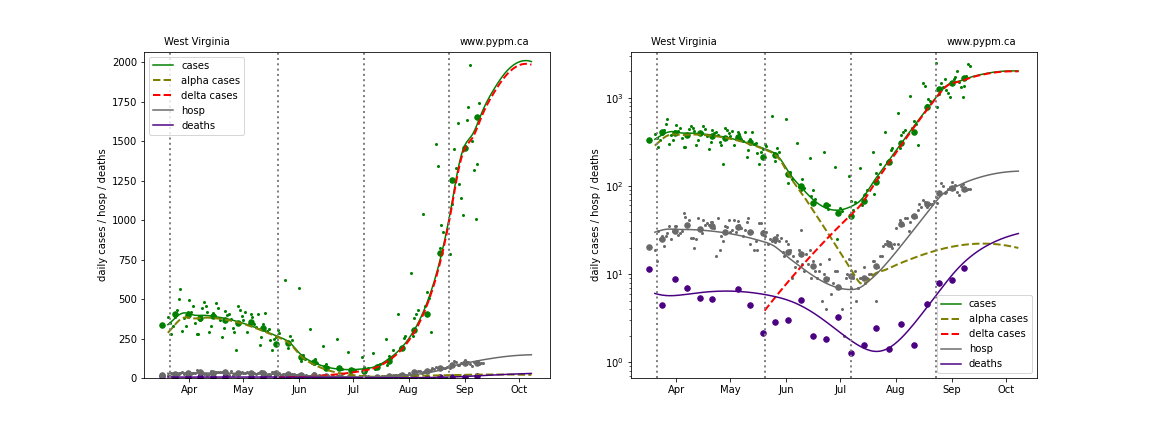 West Virginia www.pypm.ca
daily cases / hosp / deaths
2000
1750
1500
1250
1000
750
500
250
0
cases
alpha cases
delta cases
hosp
deaths
Apr May Jun Jul Aug Sep Oct
West Virginia www.pypm.ca
daily cases / hosp / deaths
10³
10²
10¹
10⁰
cases
alpha cases
delta cases
hosp
deaths
Apr May Jun Jul Aug Sep Oct